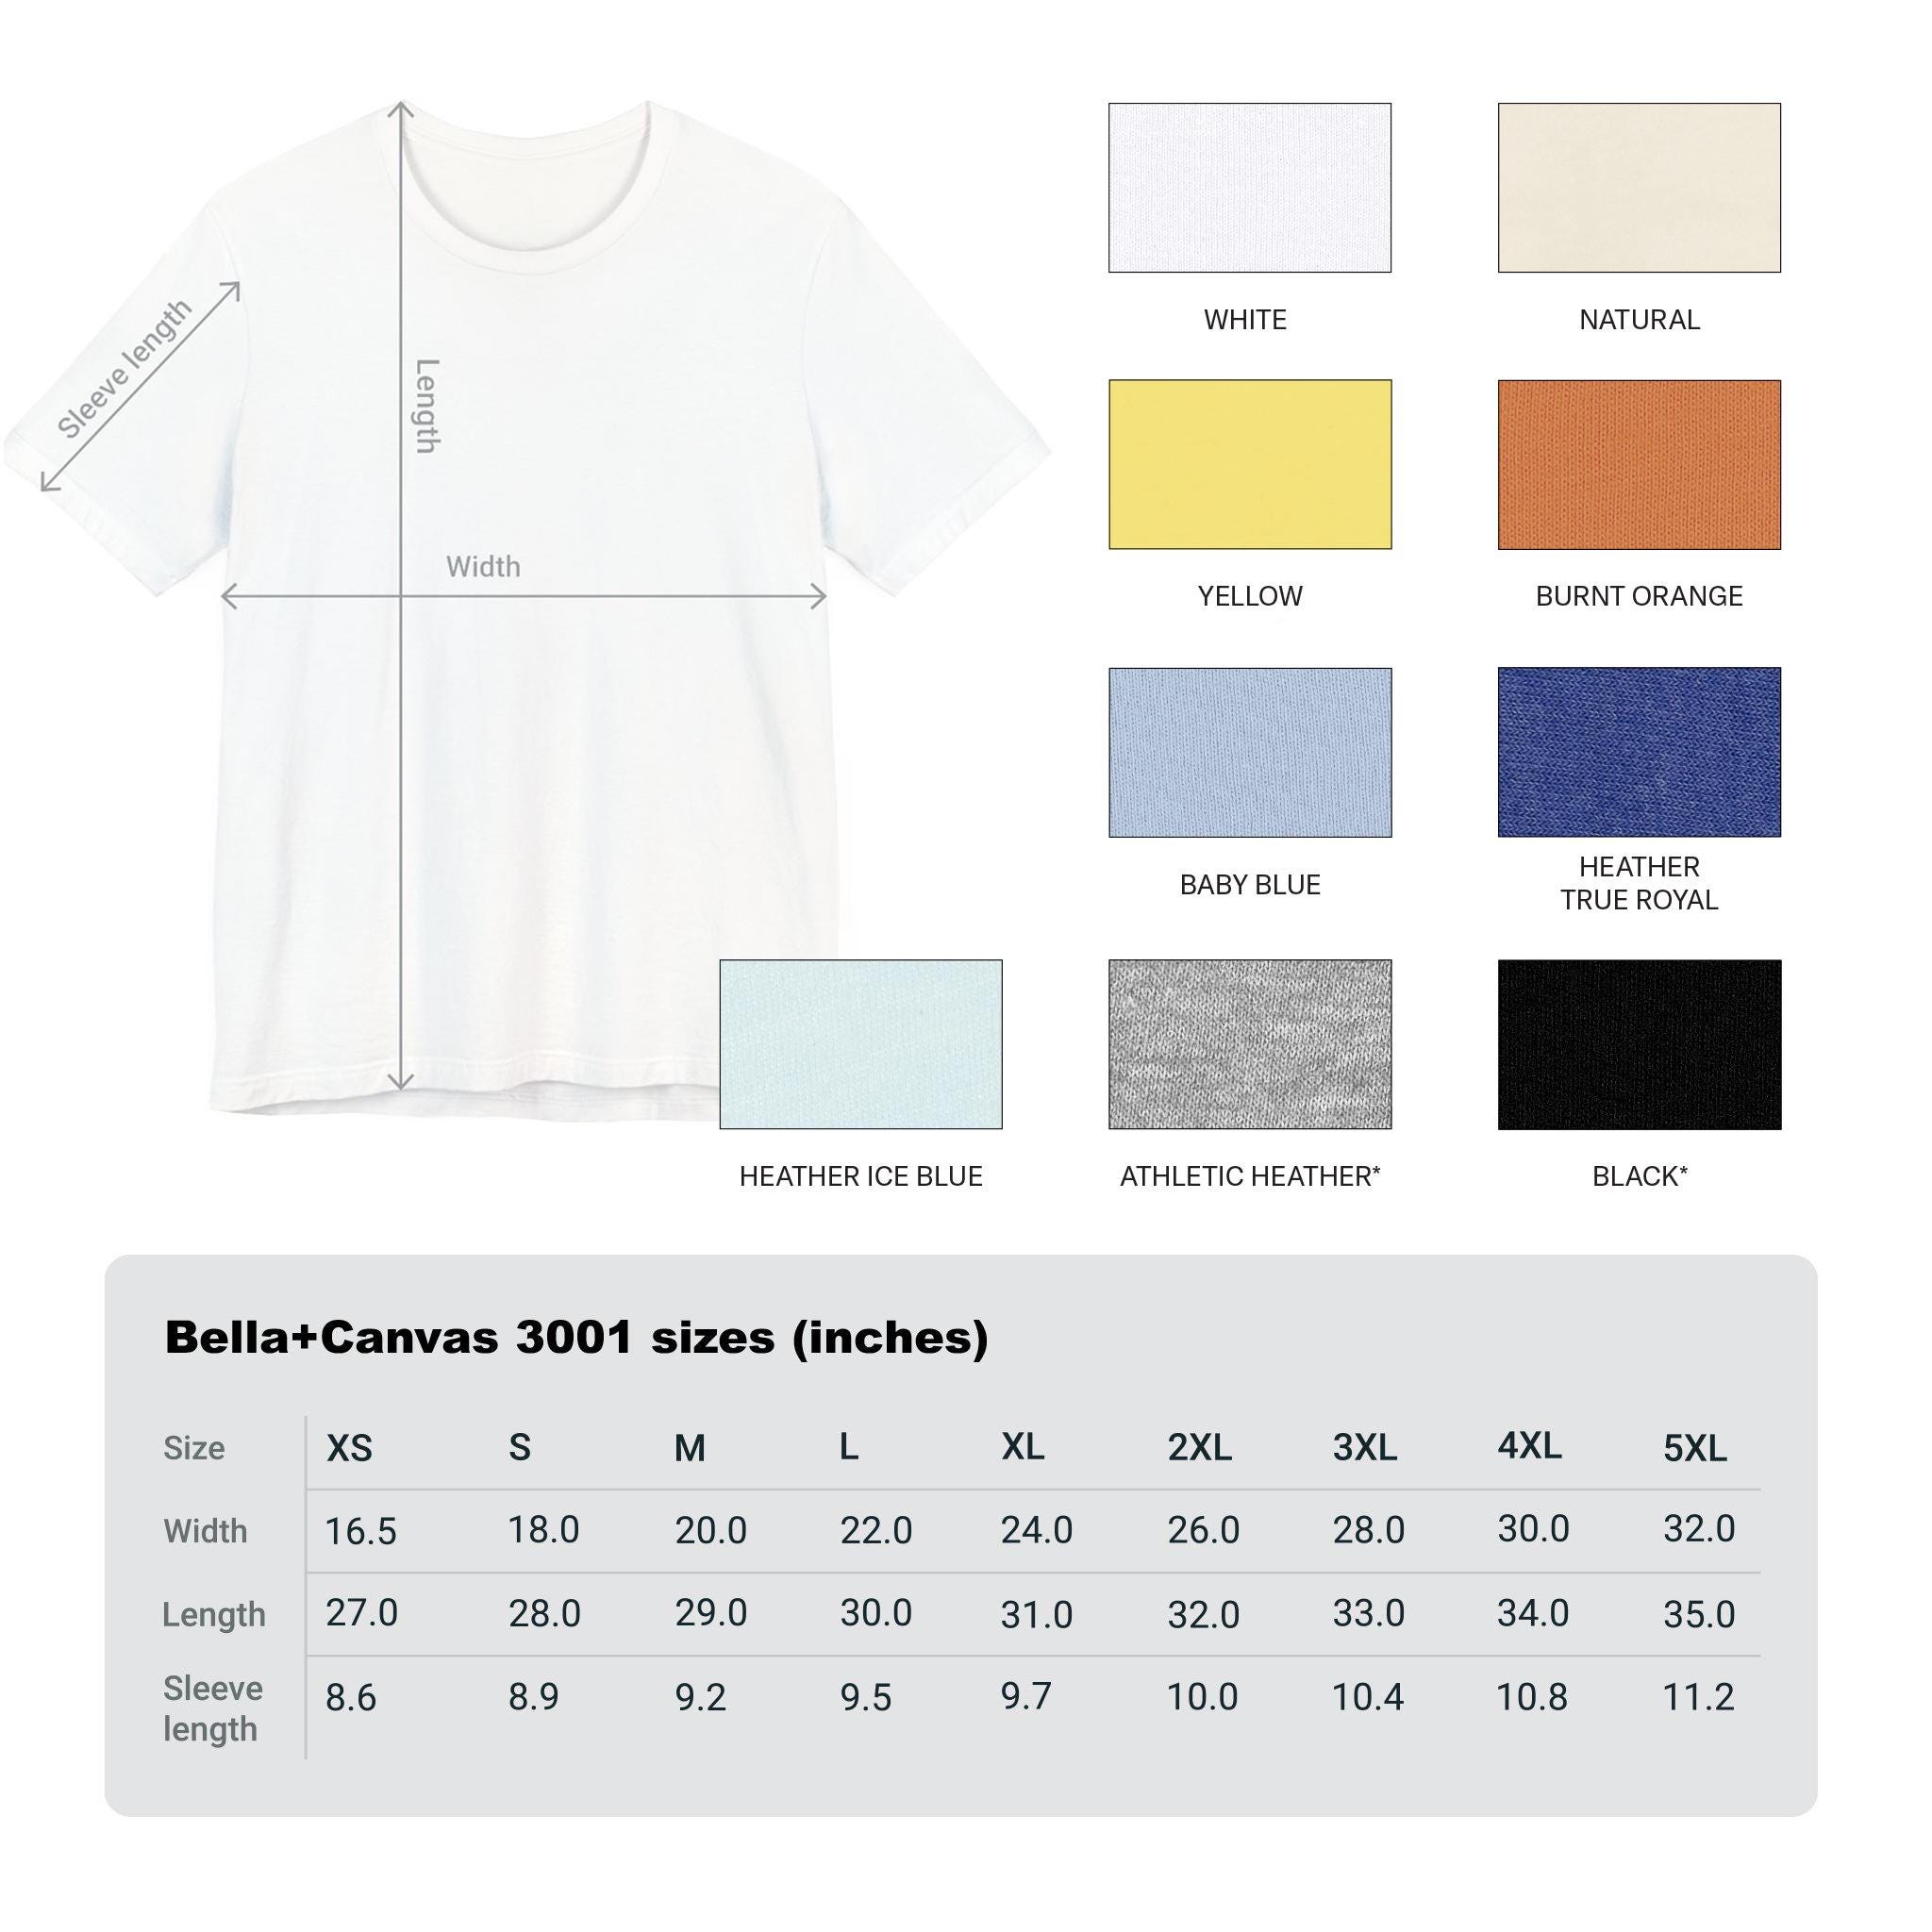 Sleeve length
Length
Width
WHITE
NATURAL
YELLOW
BURNT ORANGE
BABY BLUE
HEATHER
TRUE ROYAL
HEATHER ICE BLUE
ATHLETIC HEATHER*
BLACK*
Bella+Canvas 3001 sizes (inches)
Size XS S M L XL 2XL 3XL 4XL 5XL
Width 16.5 18.0 20.0 22.0 24.0 26.0 28.0 30.0 32.0
Length 27.0 28.0 29.0 30.0 31.0 32.0 33.0 34.0 35.0
Sleeve
length 8.6 8.9 9.2 9.5 9.7 10.0 10.4 10.8 11.2